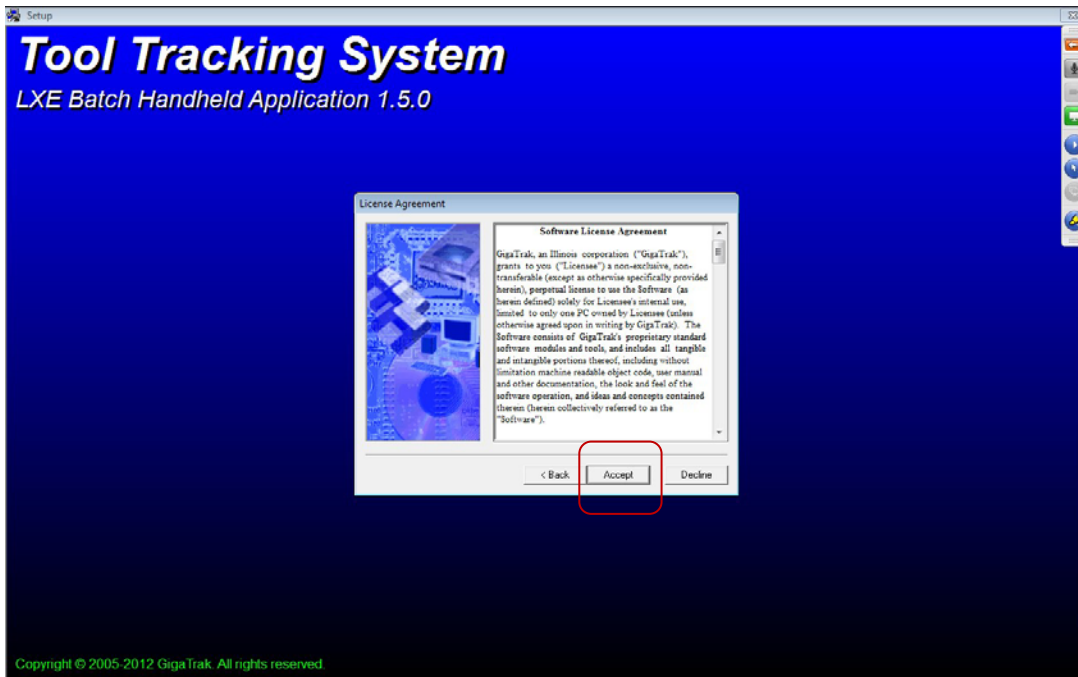 Setup
Tool Tracking System
LXE Batch Handheld Application 1.5.0
License Agreement
Software License Agreement
GigaTrak, an Illinois corporation ("GigaTrak"),
grants to you ("Licensee") a non-exclusive, non-
transferable (except as otherwise specifically provided
herein), perpetual license to use the Software (as
herein defined) solely for Licensee's internal use,
limited to only one PC owned by Licensee (unless
otherwise agreed upon in writing by GigaTrak). The
Software consists of GigaTrak's proprietary standard
software modules and tools, and includes all tangible
and intangible portions thereof, including without
limitation machine readable object code, user manual
and other documentation, the look and feel of the
software operation, and ideas and concepts contained
therein (herein collectively referred to as the
"Software").
< Back Accept Decline
Copyright © 2005-2012 GigaTrak. All rights reserved.